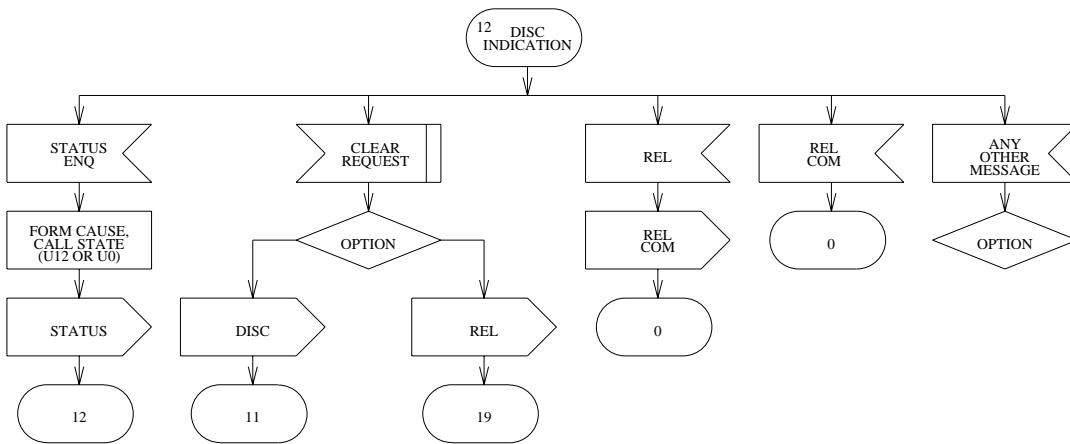 12 DISC
INDICATION
STATUS
ENQ
CLEAR
REQUEST
REL
REL
COM
ANY
OTHER
MESSAGE
FORM CAUSE,
CALL STATE
(U12 OR U0)
OPTION
REL
COM
0
OPTION
STATUS
DISC
REL
0
12
11
19